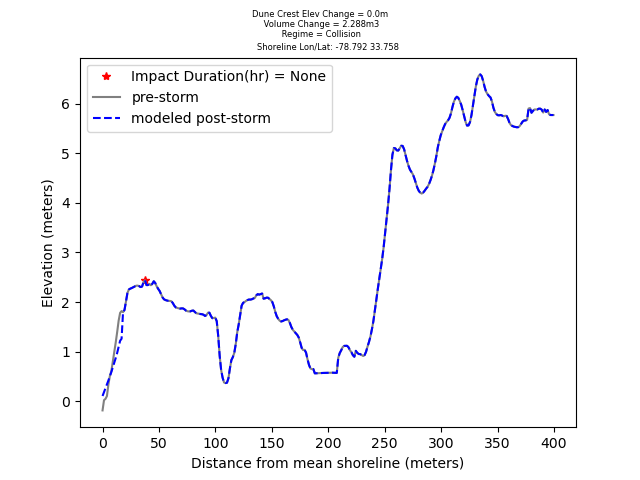 Dune Crest Elev Change = 0.0m
Volume Change = 2.288m3
Regime = Collision
Shoreline Lon/Lat: -78.792 33.758
Impact Duration(hr) = None
pre-storm
modeled post-storm
Elevation (meters)
6
5
4
3
2
1
0
0 50 100 150 200 250 300 350 400
Distance from mean shoreline (meters)